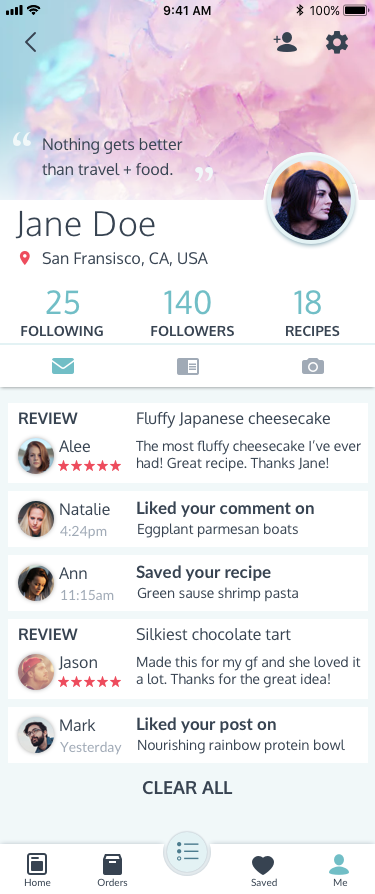 9:41 AM
100%
“ Nothing gets better
than travel + food. ”
Jane Doe
San Fransisco, CA, USA
25 140 18
FOLLOWING FOLLOWERS RECIPES
REVIEW Fluffy Japanese cheesecake
Alee
The most fluffy cheesecake I’ve ever
had! Great recipe. Thanks Jane!
Natalie Liked your comment on
4:24pm Eggplant parmesan boats
Ann Saved your recipe
11:15am Green sause shrimp pasta
REVIEW Silkiest chocolate tart
Jason
Made this for my gf and she loved it
a lot. Thanks for the great idea!
Mark Liked your post on
Yesterday Nourishing rainbow protein bowl
CLEAR ALL
Home Orders Saved Me